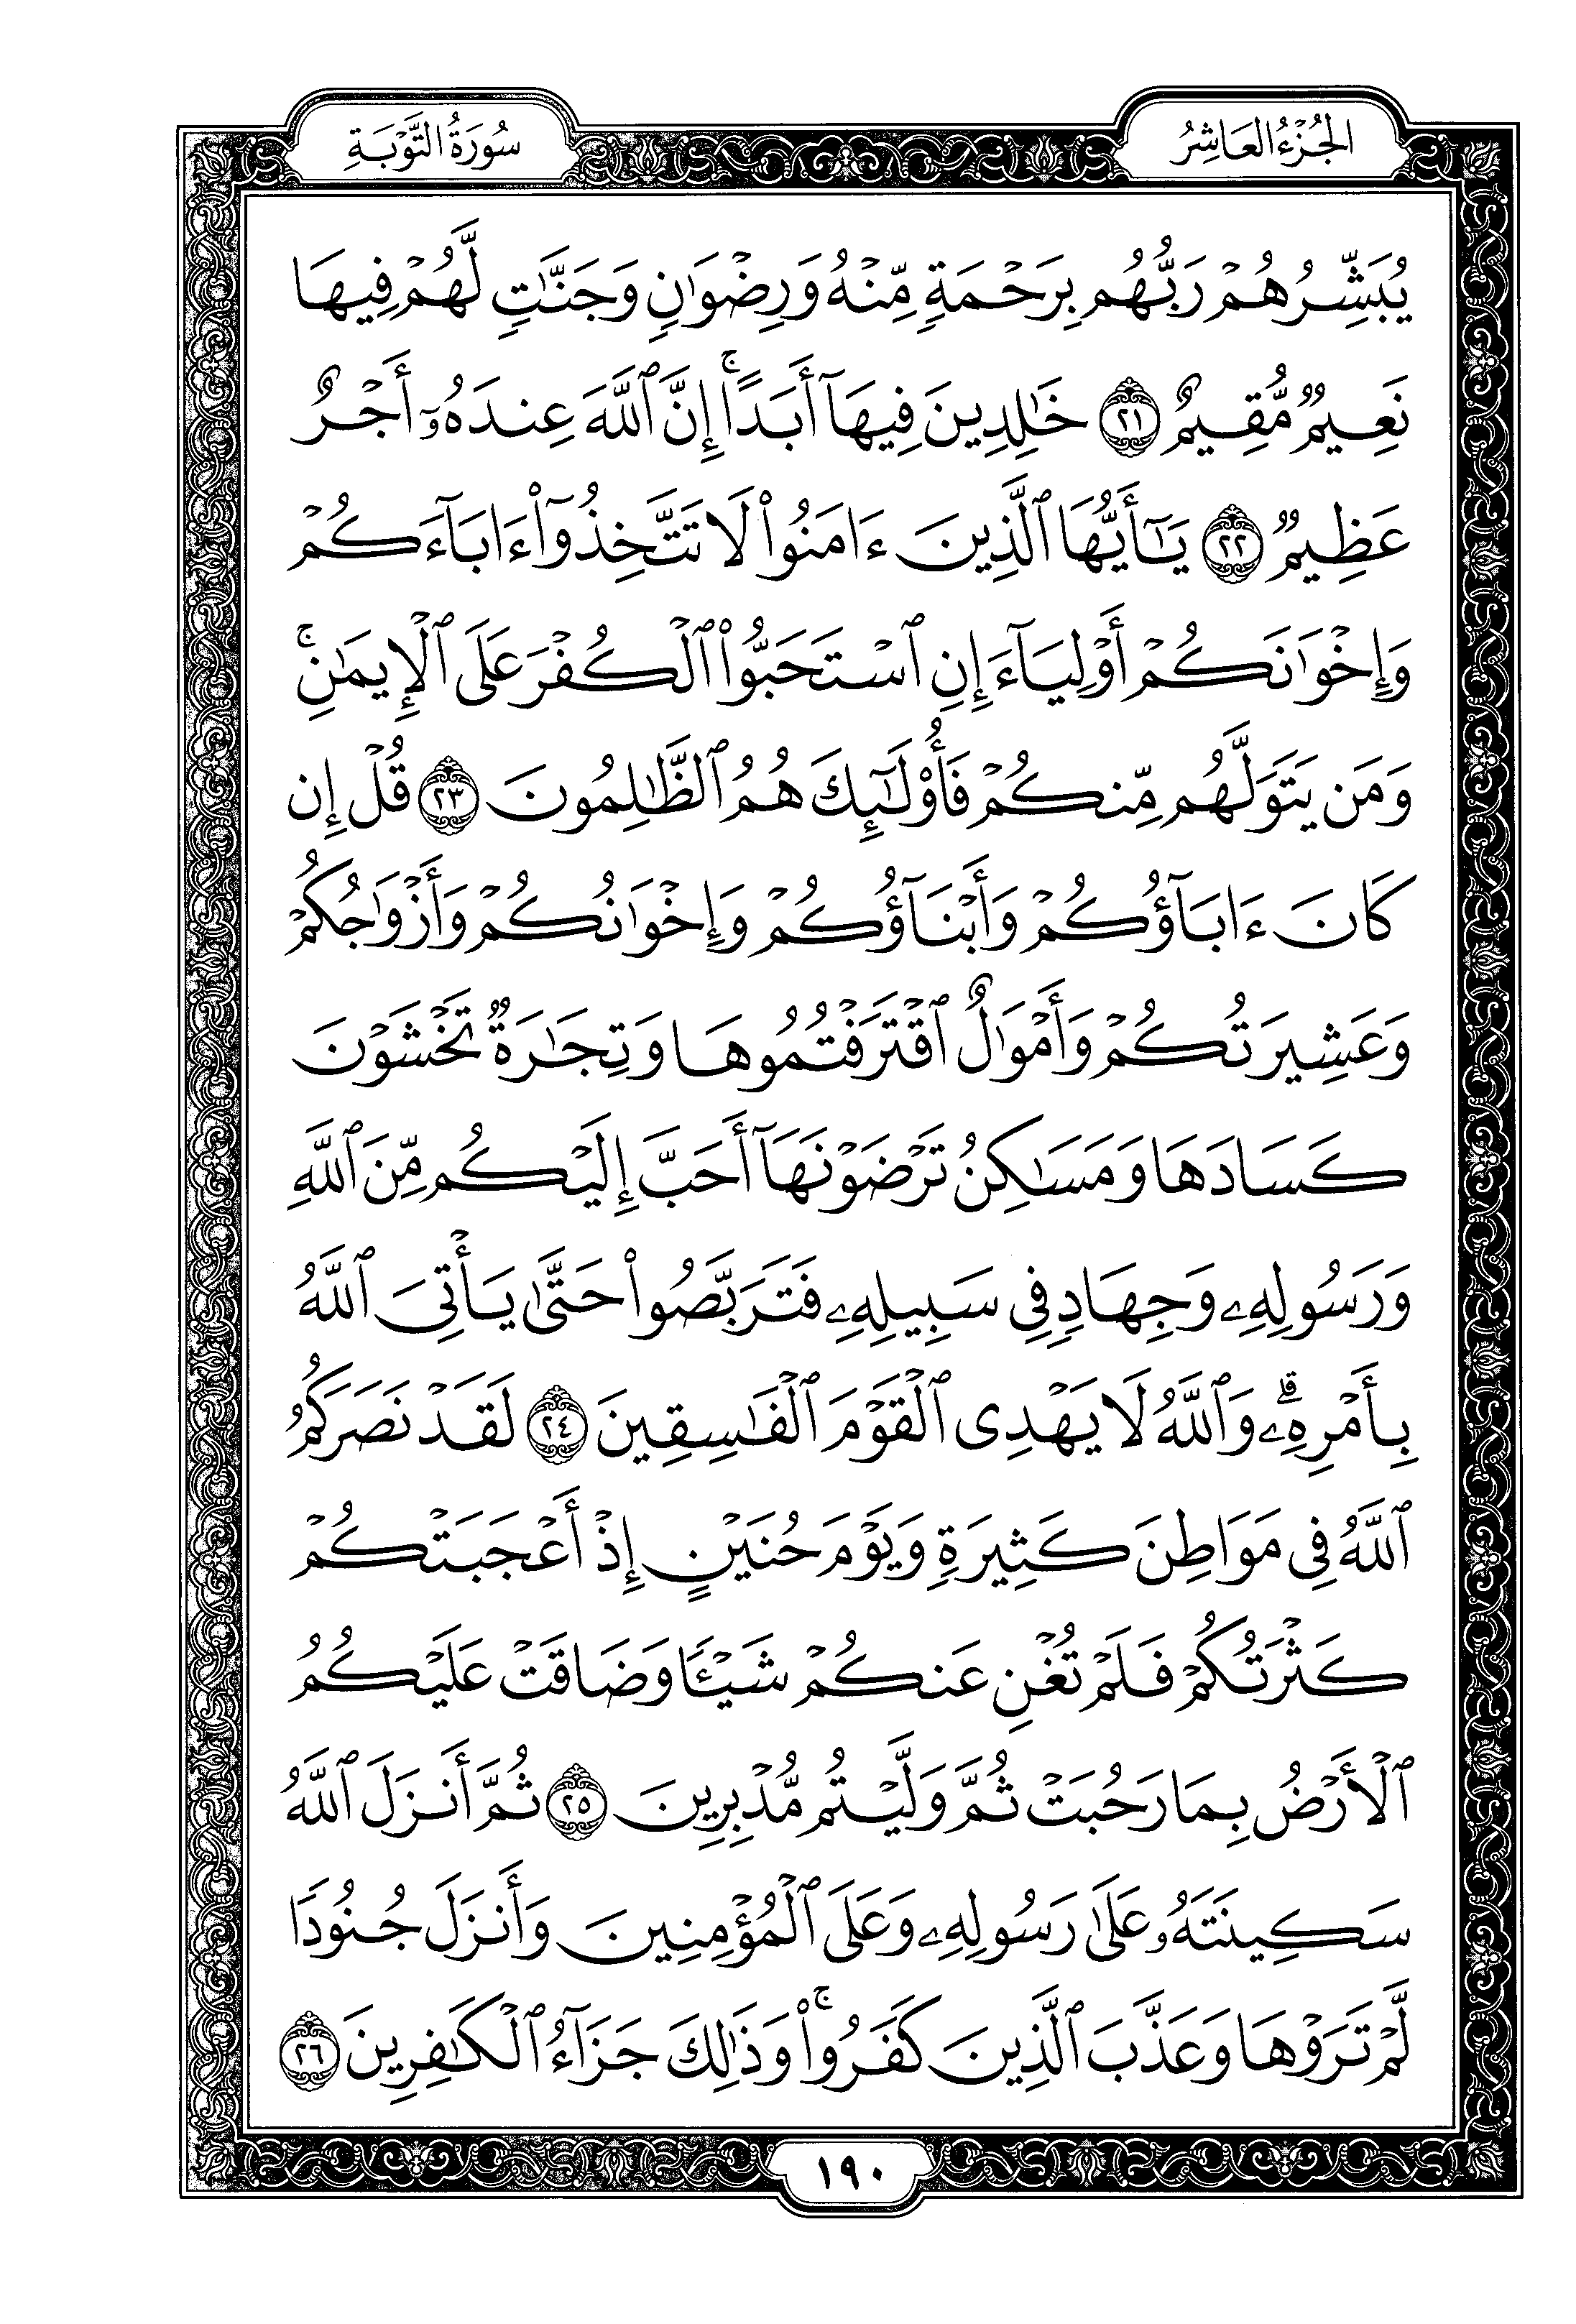 الجُزْءُ العَاشِرُ
سُورَةُ التَّوْبَةِ
يُبَشِّرُهُمْ رَبُّهُم بِرَحْمَةٍ مِّنْهُ وَرِضْوَٰنٍ وَجَنَّٰتٍ لَّهُمْ فِيهَا
نَعِيمٌ مُّقِيمٌ ٢١ خَٰلِدِينَ فِيهَآ أَبَدًا ۚ إِنَّ ٱللَّهَ عِندَهُۥٓ أَجْرٌ
عَظِيمٌ ٢٢ يَٰٓأَيُّهَا ٱلَّذِينَ ءَامَنُوا۟ لَا تَتَّخِذُوٓا۟ ءَابَآءَكُمْ
وَإِخْوَٰنَكُمْ أَوْلِيَآءَ إِنِ ٱسْتَحَبُّوا۟ ٱلْكُفْرَ عَلَى ٱلْإِيمَٰنِ ۚ
وَمَن يَتَوَلَّهُم مِّنكُمْ فَأُو۟لَٰٓئِكَ هُمُ ٱلظَّٰلِمُونَ ٢٣ قُلْ إِن
كَانَ ءَابَآؤُكُمْ وَأَبْنَآؤُكُمْ وَإِخْوَٰنُكُمْ وَأَزْوَٰجُكُمْ
وَعَشِيرَتُكُمْ وَأَمْوَٰلٌ ٱقْتَرَفْتُمُوهَا وَتِجَٰرَةٌ تَخْشَوْنَ
كَسَادَهَا وَمَسَٰكِنُ تَرْضَوْنَهَآ أَحَبَّ إِلَيْكُم مِّنَ ٱللَّهِ
وَرَسُولِهِۦ وَجِهَادٍ فِى سَبِيلِهِۦ فَتَرَبَّصُوا۟ حَتَّىٰ يَأْتِىَ ٱللَّهُ
بِأَمْرِهِۦ ۗ وَٱللَّهُ لَا يَهْدِى ٱلْقَوْمَ ٱلْفَٰسِقِينَ ٢٤ لَقَدْ نَصَرَكُمُ
ٱللَّهُ فِى مَوَاطِنَ كَثِيرَةٍ وَيَوْمَ حُنَيْنٍ إِذْ أَعْجَبَتْكُمْ
كَثْرَتُكُمْ فَلَمْ تُغْنِ عَنكُمْ شَيْـًٔا وَضَاقَتْ عَلَيْكُمُ
ٱلْأَرْضُ بِمَا رَحُبَتْ ثُمَّ وَلَّيْتُم مُّدْبِرِينَ ٢٥ ثُمَّ أَنزَلَ ٱللَّهُ
سَكِينَتَهُۥ عَلَىٰ رَسُولِهِۦ وَعَلَى ٱلْمُؤْمِنِينَ وَأَنزَلَ جُنُودًا
لَّمْ تَرَوْهَا وَعَذَّبَ ٱلَّذِينَ كَفَرُوا۟ ۚ وَذَٰلِكَ جَزَآءُ ٱلْكَٰفِرِينَ ٢٦
١٩٠